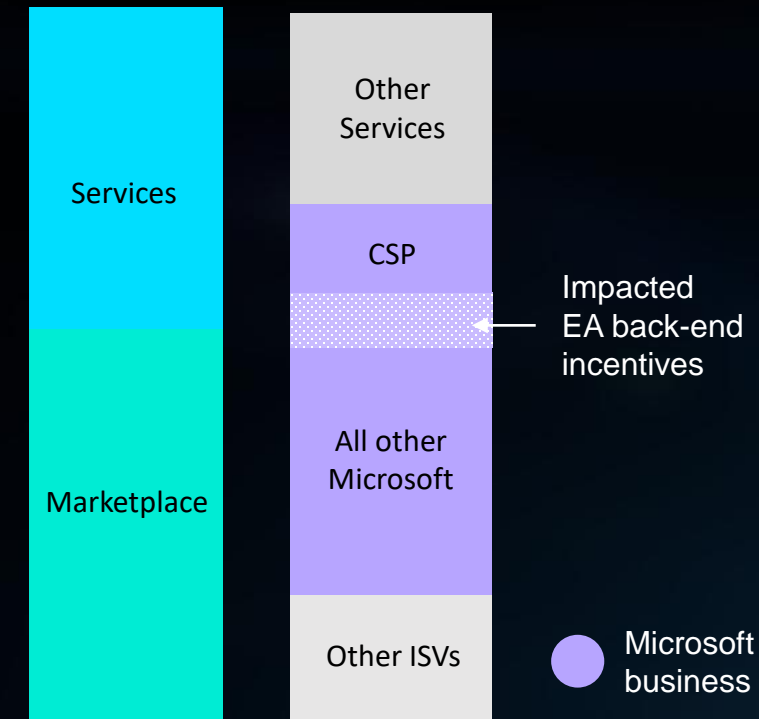 Services
Marketplace
Other
Services
CSP
All other
Microsoft
Other ISVs
Impacted
EA back-end
incentives
Microsoft
business